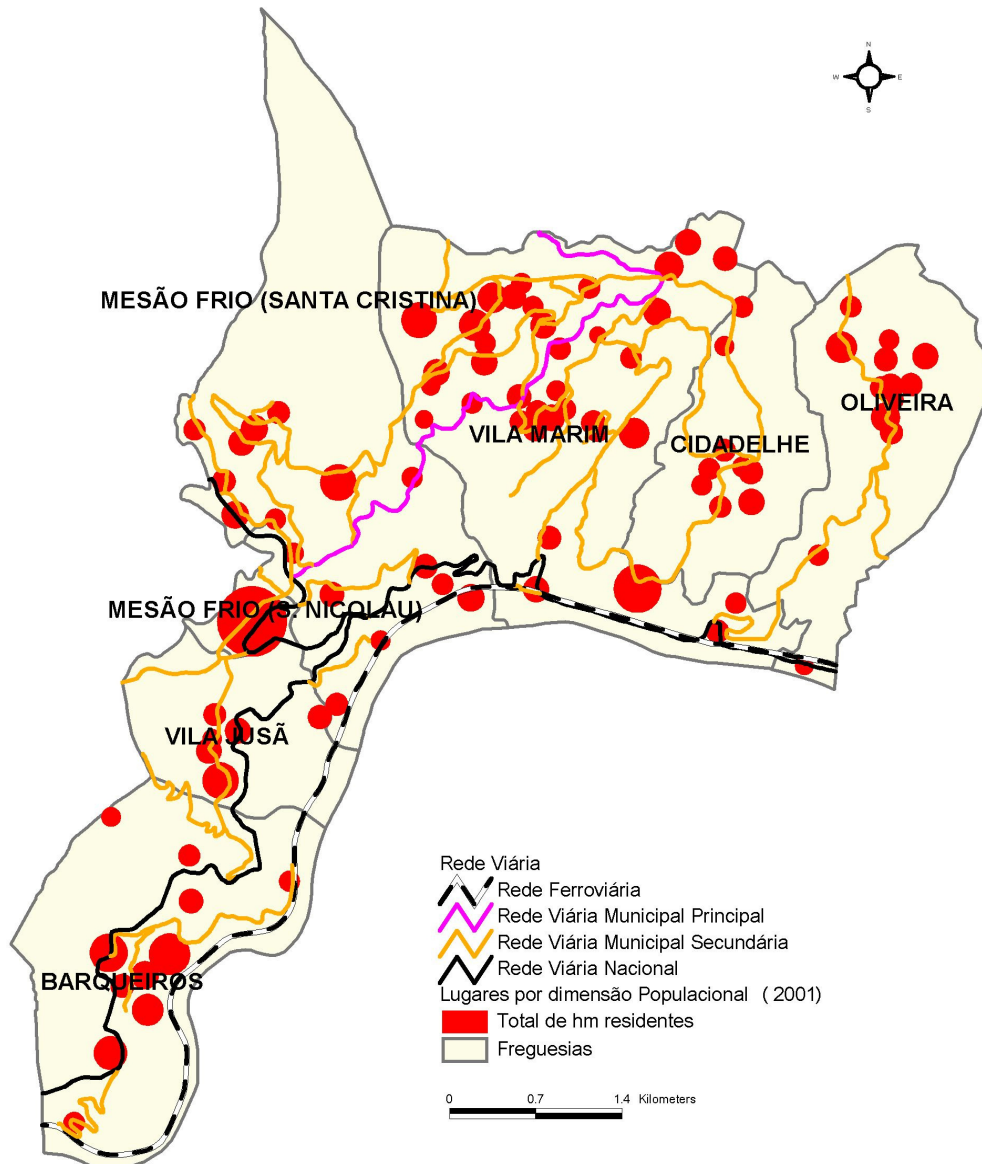 N
W E
S
MESÃO FRIO (SANTA CRISTINA)
OLIVEIRA
VILA MARIM
CIDADELHE
MESÃO FRIO (S. NICOLAU)
VILA JUSÃ
BARQUEIROS
Rede Viária
Rede Ferroviária
Rede Viária Municipal Principal
Rede Viária Municipal Secundária
Rede Viária Nacional
Lugares por dimensão Populacional ( 2001)
Total de hm residentes
Freguesias
0 0.7 1.4 Kilometers